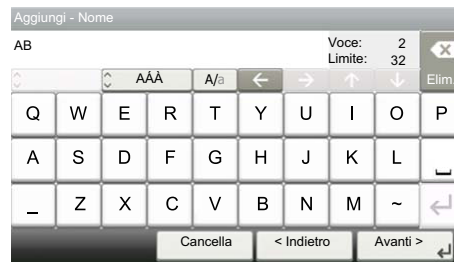 Aggiungi - Nome
AB Voce: 2
Limite: 32
AÁÀ A/a ← → ↑ ↓ Elim.
Q W E R T Y U I O P
A S D F G H J K L
_ Z X C V B N M ~
Cancella < Indietro Avanti >